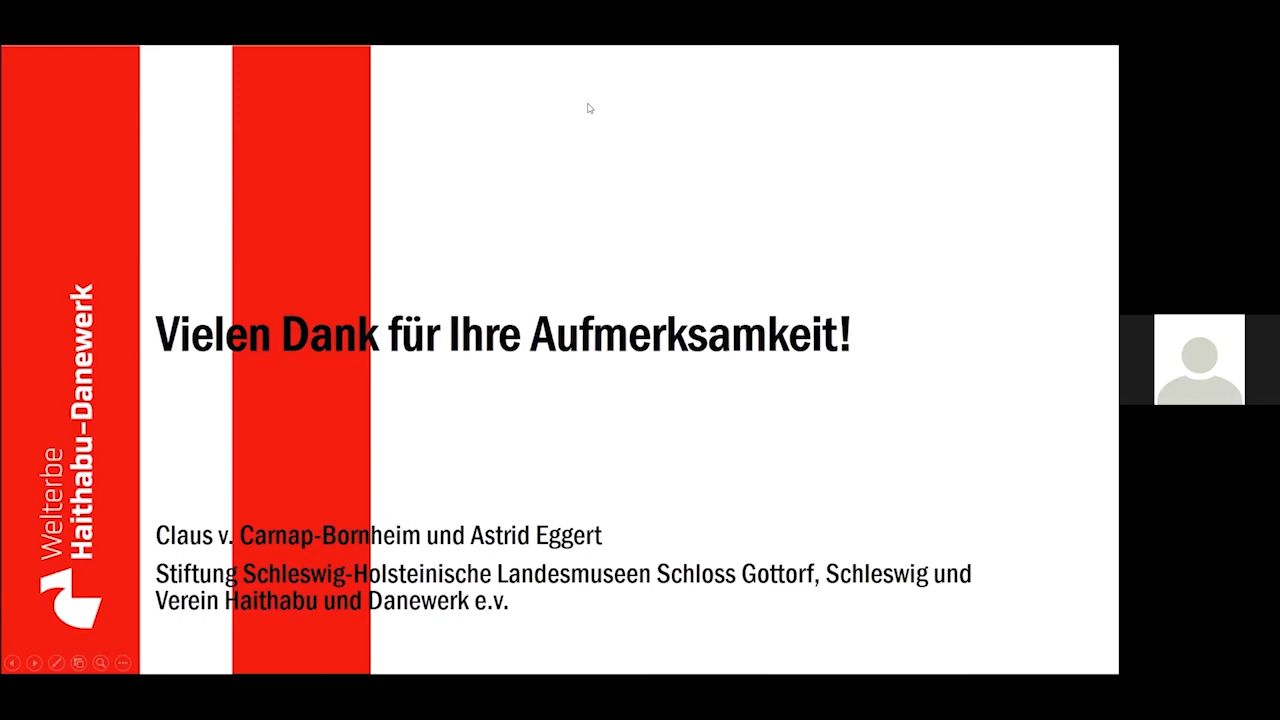 Welterbe
Haithabu–Danewerk
Vielen Dank für Ihre Aufmerksamkeit!
Claus v. Carnap-Bornheim und Astrid Eggert
Stiftung Schleswig-Holsteinische Landesmuseen Schloss Gottorf, Schleswig und
Verein Haithabu und Danewerk e.v.